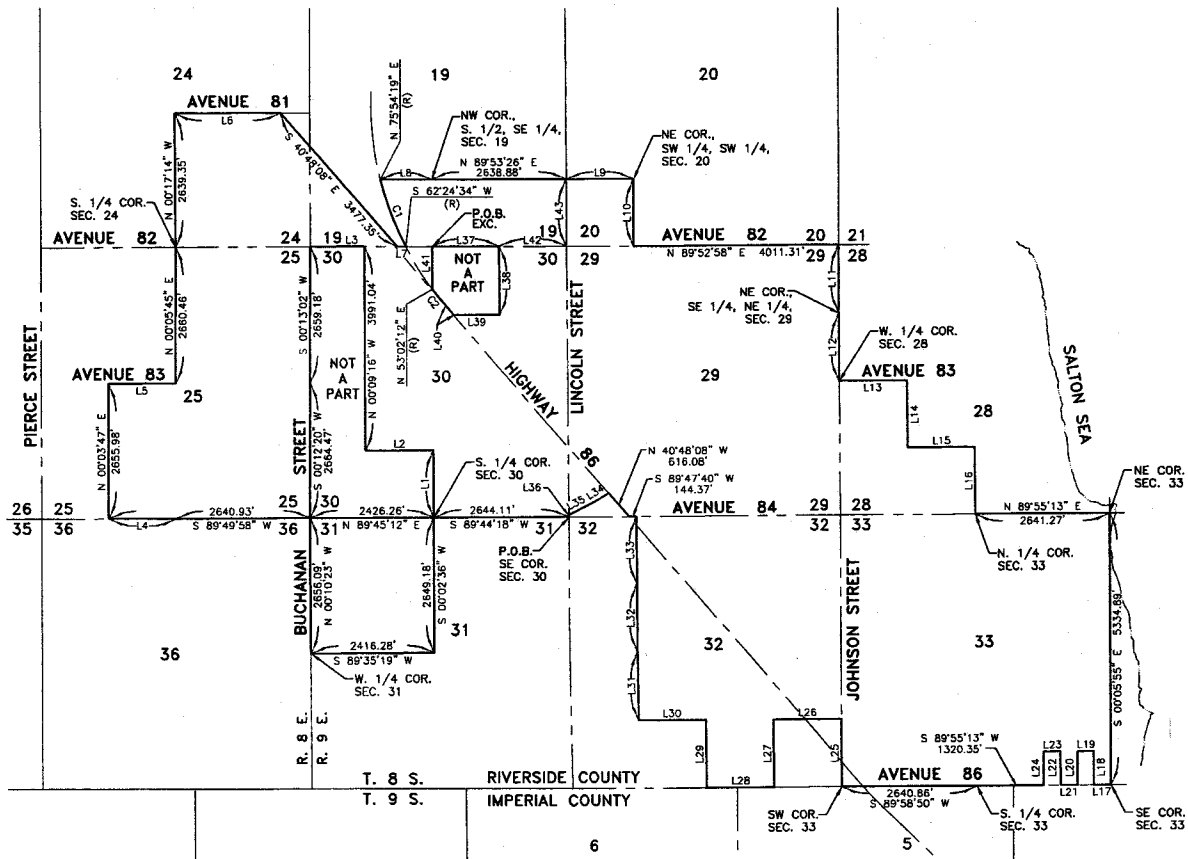 24
19
20
AVENUE 81
L6
N 75°54'19" E
(R)
NW COR.,
S. 1/2, SE 1/4,
SEC. 19
NE COR.,
SW 1/4, SW 1/4,
SEC. 20
S 40°48'08" E
3477.35'
N 00°17'14" W
2639.35'
L8
N 89°53'26" E
2638.88'
L9
S 62°24'34" W
(R)
C1
L43
L10
S. 1/4 COR.
SEC. 24
P.O.B.
EXC.
AVENUE 82
24
19
L3
L7
L37
L42
19
20
AVENUE 82
20
21
25
30
30
29
N 89°52'58" E 4011.31'
29
28
L41
NOT
A
PART
L38
L11
N 00°05'45" E
2660.46'
S 00°13'02" W
2659.18'
N 00°09'16" W 3991.04'
C2
L39
L40
N 53°02'12" E
(R)
NE COR.,
SE 1/4, NE 1/4,
SEC. 29
L12
W. 1/4 COR.
SEC. 28
PIERCE STREET
AVENUE 83
L5
25
NOT
A
PART
30
HIGHWAY 86
LINCOLN STREET
29
AVENUE 83
L13
28
SALTON SEA
L14
L15
N 00°03'47" E
2655.98'
STREET
S 00°12'20" W
2664.47'
L2
L1
S. 1/4 COR.
SEC. 30
L36
L35
L34
N 40°48'08" W
616.08'
S 89°47'40" W
144.37'
L16
NE COR.
SEC. 33
26
25
2640.93'
25
30
2426.26'
2644.11'
AVENUE 84
29
28
N 89°55'13" E
35
36
L4
S 89°49'58" W
36
31
N 89°45'12" E
S 89°44'18" W
31
32
32
33
2641.27'
BUCHANAN
2656.09'
N 00°10'23" W
2649.18'
S 00°02'36" W
P.O.B.
SE COR.
SEC. 30
L33
N. 1/4 COR.
SEC. 33
L32
JOHNSON STREET
S 00°05'55" E 5334.89'
36
2416.28'
S 89°35'19" W
31
32
33
W. 1/4 COR.
SEC. 31
L31
R. 8 E.
R. 9 E.
L30
L29
L26
L27
L25
S 89°55'13" W
1320.35'
L23
L19
L24
L22
L20
L18
T. 8 S.
RIVERSIDE COUNTY
L28
AVENUE 86
L21
L17
T. 9 S.
IMPERIAL COUNTY
2640.86'
S 89°58'50" W
SW COR.
SEC. 33
S. 1/4 COR.
SEC. 33
SE COR.
SEC. 33
6
5